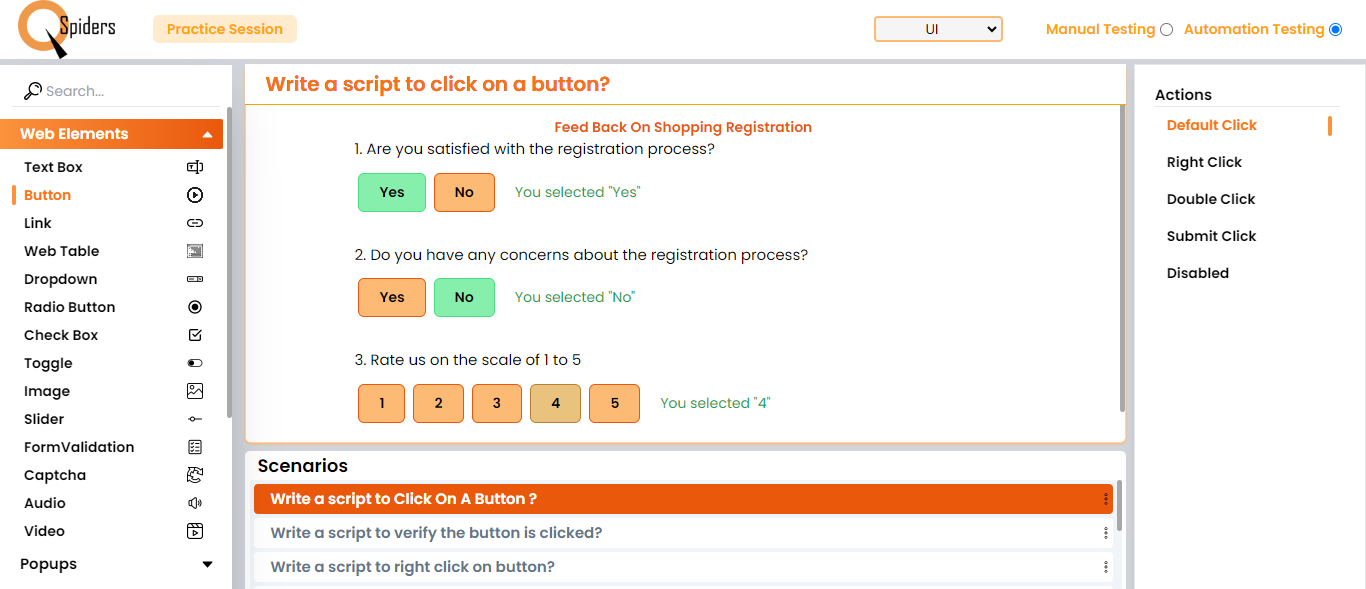 Spiders
Practice Session
UI
Manual Testing
Automation Testing
Search...
Web Elements
Text Box
Button
Link
Web Table
Dropdown
Radio Button
Check Box
Toggle
Image
Slider
FormValidation
Captcha
Audio
Video
Popups
Write a script to click on a button?
Feed Back On Shopping Registration
1. Are you satisfied with the registration process?
Yes No You selected "Yes"
2. Do you have any concerns about the registration process?
Yes No You selected "No"
3. Rate us on the scale of 1 to 5
1 2 3 4 5 You selected "4"
Scenarios
Write a script to Click On A Button ?
Write a script to verify the button is clicked?
Write a script to right click on button?
Actions
Default Click
Right Click
Double Click
Submit Click
Disabled